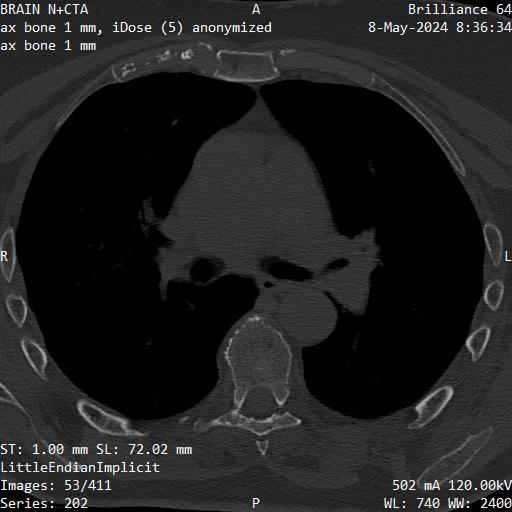 BRAIN N+CTA
A
Brilliance 64
ax bone 1 mm, iDose (5) anonymized
8-May-2024 8:36:34
ax bone 1 mm
R
L
ST: 1.00 mm SL: 72.02 mm
LittleEndianImplicit
Images: 53/411
502 mA 120.00kV
Series: 202
P
WL: 740 WW: 2400